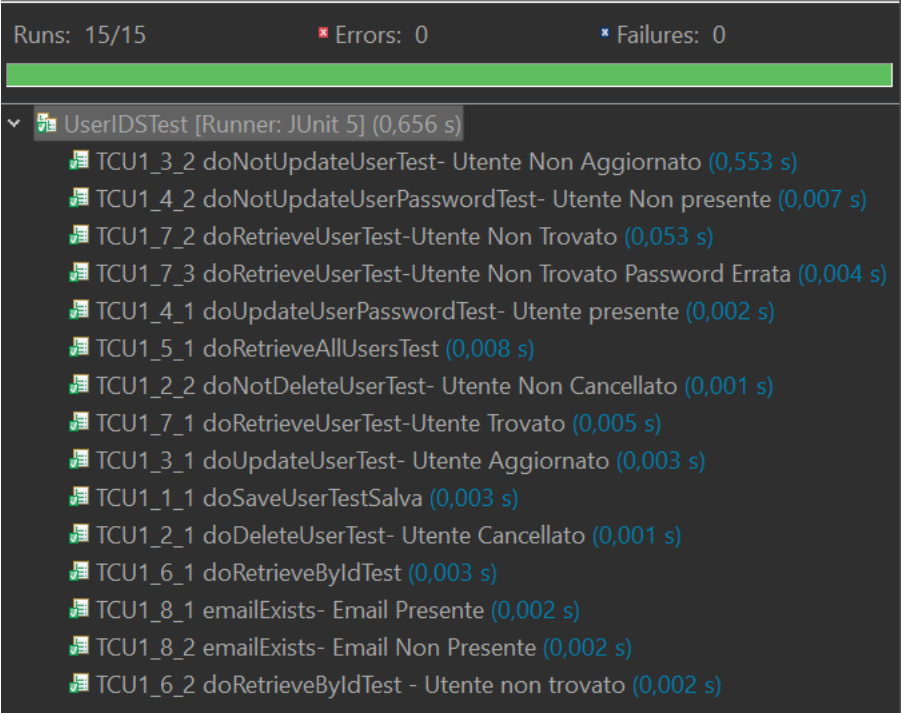 Runs: 15/15 Errors: 0 Failures: 0
UserIDSTest [Runner: JUnit 5] (0,656 s)
TCU1_3_2 doNotUpdateUserTest- Utente Non Aggiornato (0,553 s)
TCU1_4_2 doNotUpdateUserPasswordTest- Utente Non presente (0,007 s)
TCU1_7_2 doRetrieveUserTest-Utente Non Trovato (0,053 s)
TCU1_7_3 doRetrieveUserTest-Utente Non Trovato Password Errata (0,004 s)
TCU1_4_1 doUpdateUserPasswordTest- Utente presente (0,002 s)
TCU1_5_1 doRetrieveAllUsersTest (0,008 s)
TCU1_2_2 doNotDeleteUserTest- Utente Non Cancellato (0,001 s)
TCU1_7_1 doRetrieveUserTest-Utente Trovato (0,005 s)
TCU1_3_1 doUpdateUserTest- Utente Aggiornato (0,003 s)
TCU1_1_1 doSaveUserTestSalva (0,003 s)
TCU1_2_1 doDeleteUserTest- Utente Cancellato (0,001 s)
TCU1_6_1 doRetrieveByIdTest (0,003 s)
TCU1_8_1 emailExists- Email Presente (0,002 s)
TCU1_8_2 emailExists- Email Non Presente (0,002 s)
TCU1_6_2 doRetrieveByIdTest - Utente non trovato (0,002 s)